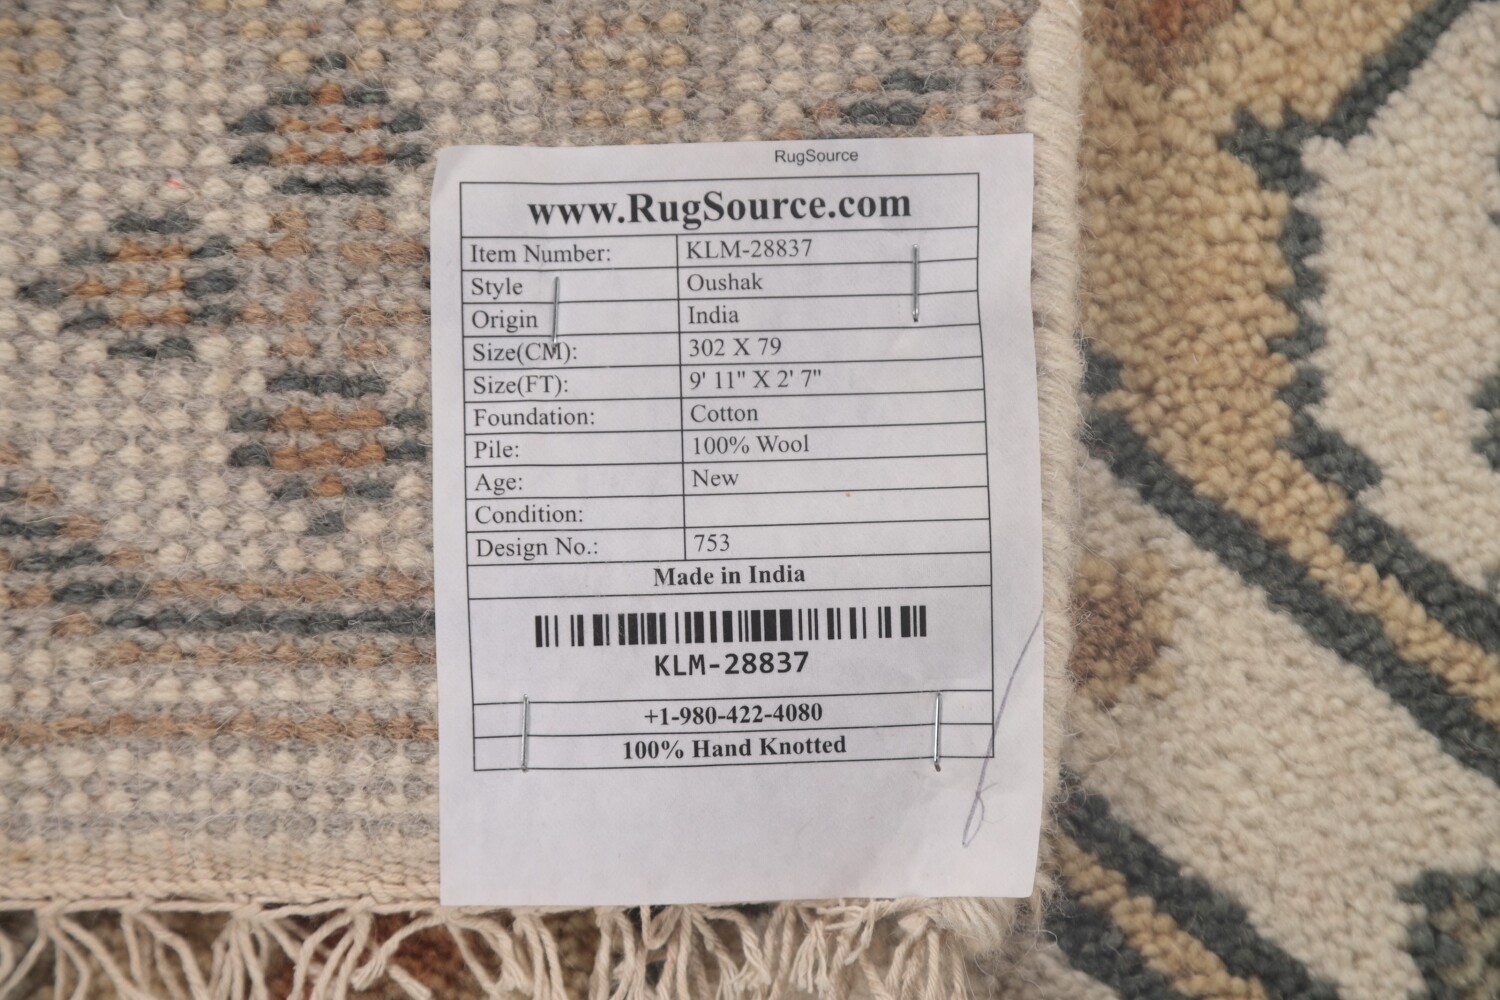 RugSource
www.RugSource.com
Item Number: KLM-28837
Style Oushak
Origin India
Size(CM): 302 X 79
Size(FT): 9' 11" X 2' 7"
Foundation: Cotton
Pile: 100% Wool
Age: New
Condition:
Design No.: 753
Made in India
KLM-28837
+1-980-422-4080
100% Hand Knotted